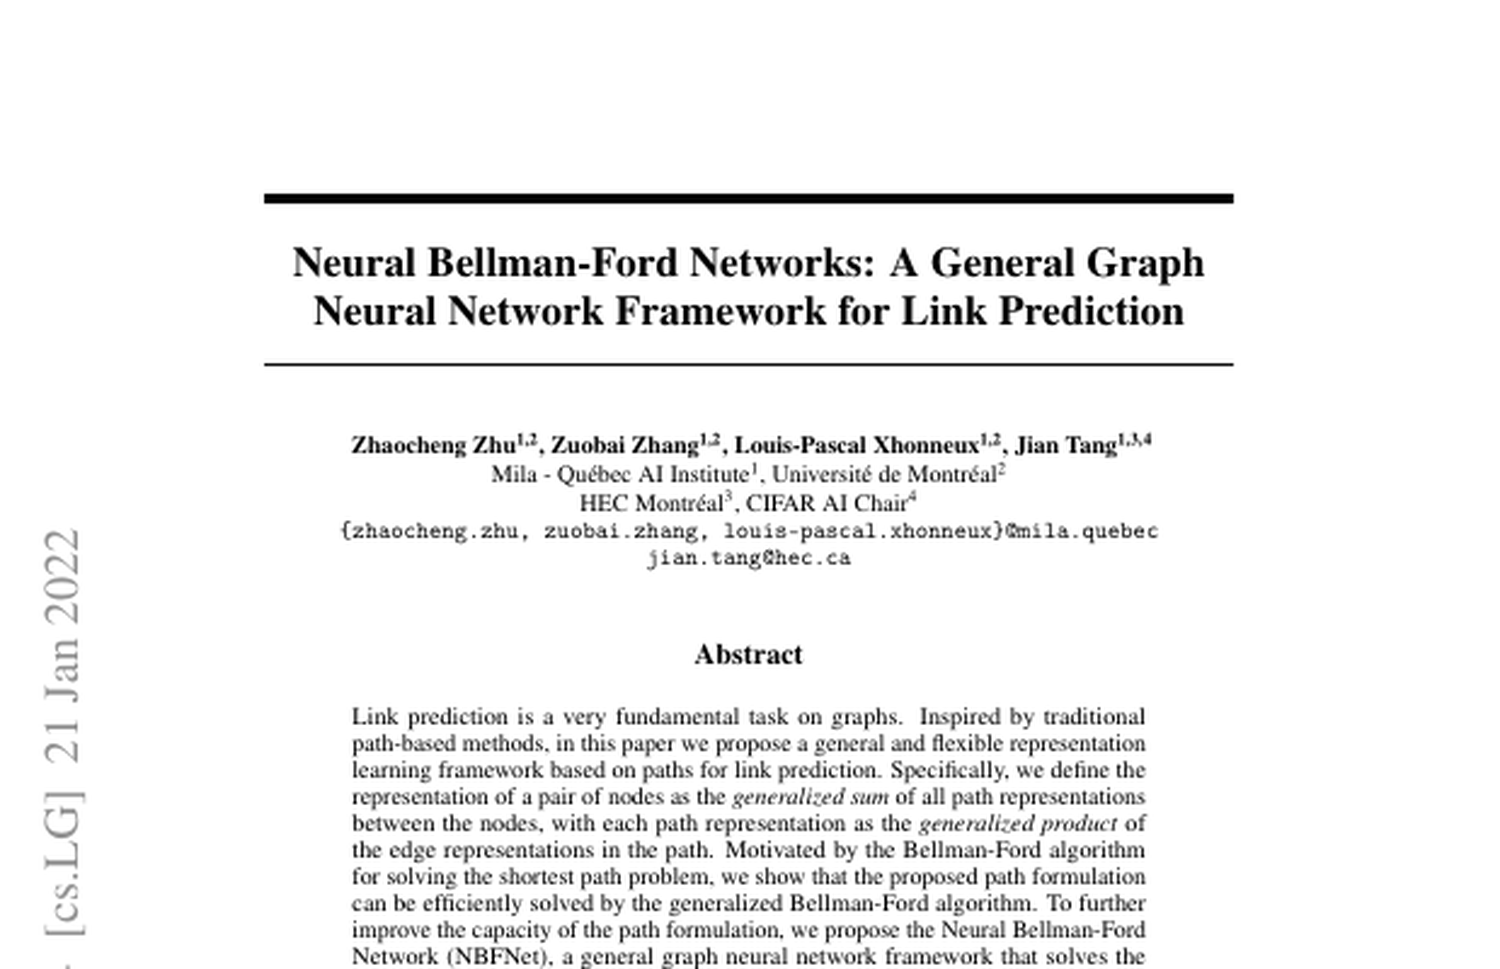 Neural Bellman-Ford Networks: A General Graph
Neural Network Framework for Link Prediction
Zhaocheng Zhu1,2, Zuobai Zhang1,2, Louis-Pascal Xhonneux1,2, Jian Tang1,3,4
Mila - Québec AI Institute1, Université de Montréal2
HEC Montréal3, CIFAR AI Chair4
{zhaocheng.zhu, zuobai.zhang, louis-pascal.xhonneux}@mila.quebec
jian.tang@hec.ca
Abstract
Link prediction is a very fundamental task on graphs. Inspired by traditional
path-based methods, in this paper we propose a general and flexible representation
learning framework based on paths for link prediction. Specifically, we define the
representation of a pair of nodes as the generalized sum of all path representations
between the nodes, with each path representation as the generalized product of
the edge representations in the path. Motivated by the Bellman-Ford algorithm
for solving the shortest path problem, we show that the proposed path formulation
can be efficiently solved by the generalized Bellman-Ford algorithm. To further
improve the capacity of the path formulation, we propose the Neural Bellman-Ford
Network (NBFNet), a general graph neural network framework that solves the
[cs.LG] 21 Jan 2022